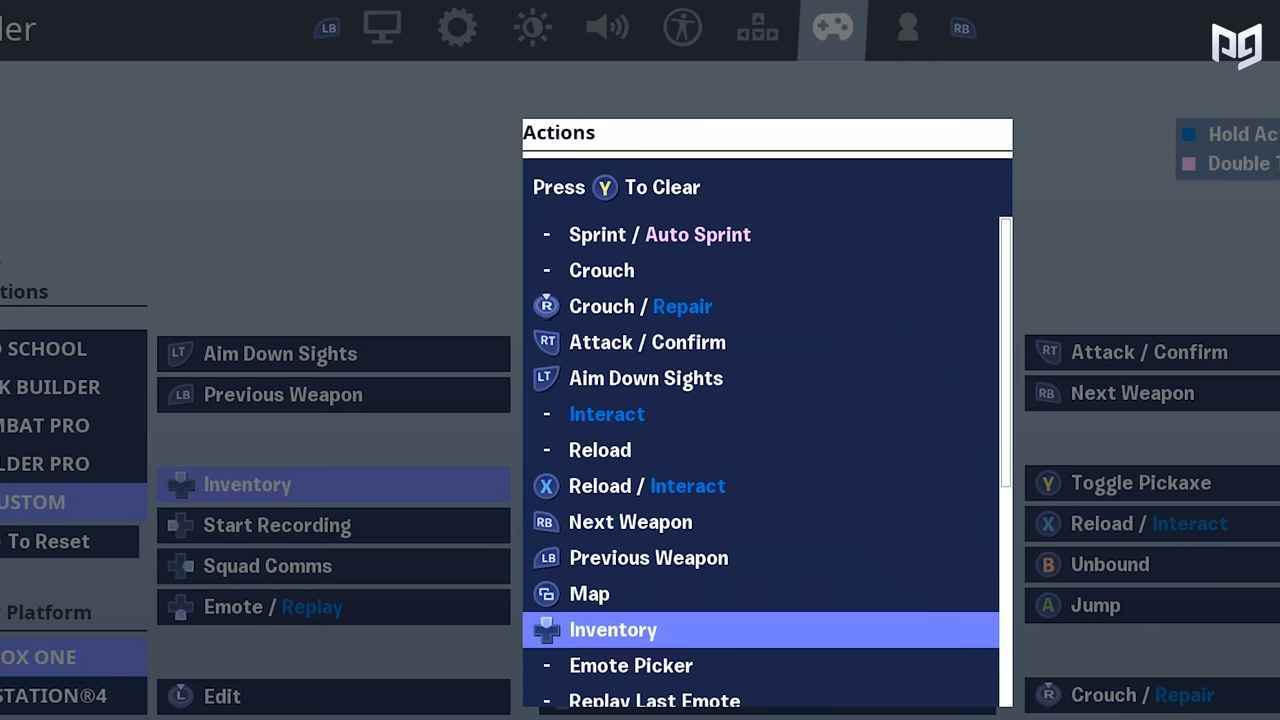 der
LB
RB
Actions
Press Y To Clear
- Sprint / Auto Sprint
- Crouch
R Crouch / Repair
RT Attack / Confirm
LT Aim Down Sights
- Interact
- Reload
X Reload / Interact
RB Next Weapon
LB Previous Weapon
Map
Inventory
- Emote Picker
- Replay Last Emote
Hold Ac
Double T
tions
SCHOOL
K BUILDER
MBAT PRO
LDER PRO
USTOM
To Reset
Platform
OX ONE
STATION®4
LT Aim Down Sights
LB Previous Weapon
Inventory
Start Recording
Squad Comms
Emote / Replay
L Edit
RT Attack / Confirm
RB Next Weapon
Y Toggle Pickaxe
X Reload / Interact
B Unbound
A Jump
R Crouch / Repair